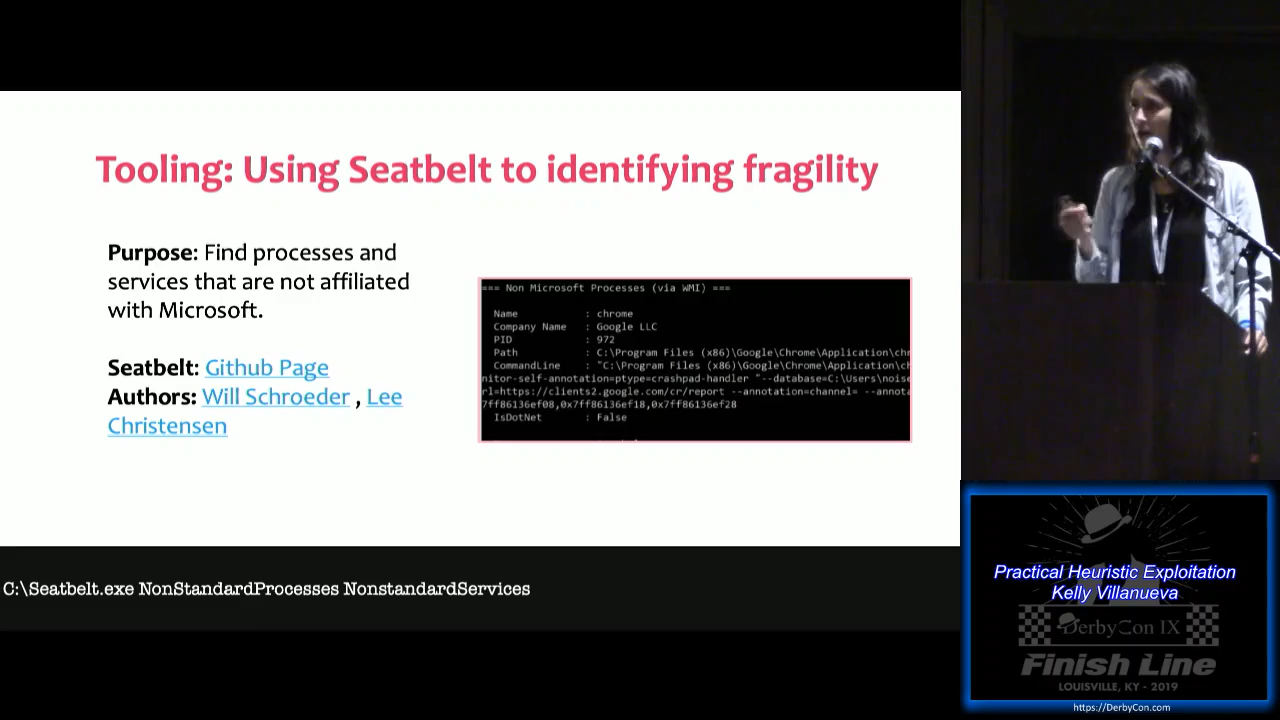 Tooling: Using Seatbelt to identifying fragility
Purpose: Find processes and
services that are not affiliated
with Microsoft.
Seatbelt: Github Page
Authors: Will Schroeder , Lee
Christensen
=== Non Microsoft Processes (via WMI) ===
Name : chrome
Company Name : Google LLC
PID : 972
Path : C:\Program Files (x86)\Google\Chrome\Application\chr
CommandLine : "C:\Program Files (x86)\Google\Chrome\Application\ch
nitor-self-annotation=ptype=crashpad-handler "--database=C:\Users\noise
rl=https://clients2.google.com/cr/report --annotation=channel= --annota
7ff86136ef08,0x7ff86136ef18,0x7ff86136ef28
IsDotNet : False
C:\Seatbelt.exe NonStandardProcesses NonstandardServices
Practical Heuristic Exploitation
Kelly Villanueva
DerbyCon IX
Finish Line
LOUISVILLE, KY - 2019
https://DerbyCon.com